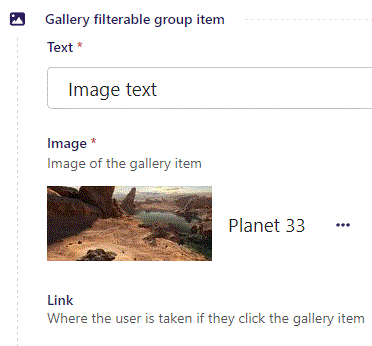 Gallery filterable group item
Text *
Image text
Image *
Image of the gallery item
Planet 33
Link
Where the user is taken if they click the gallery item